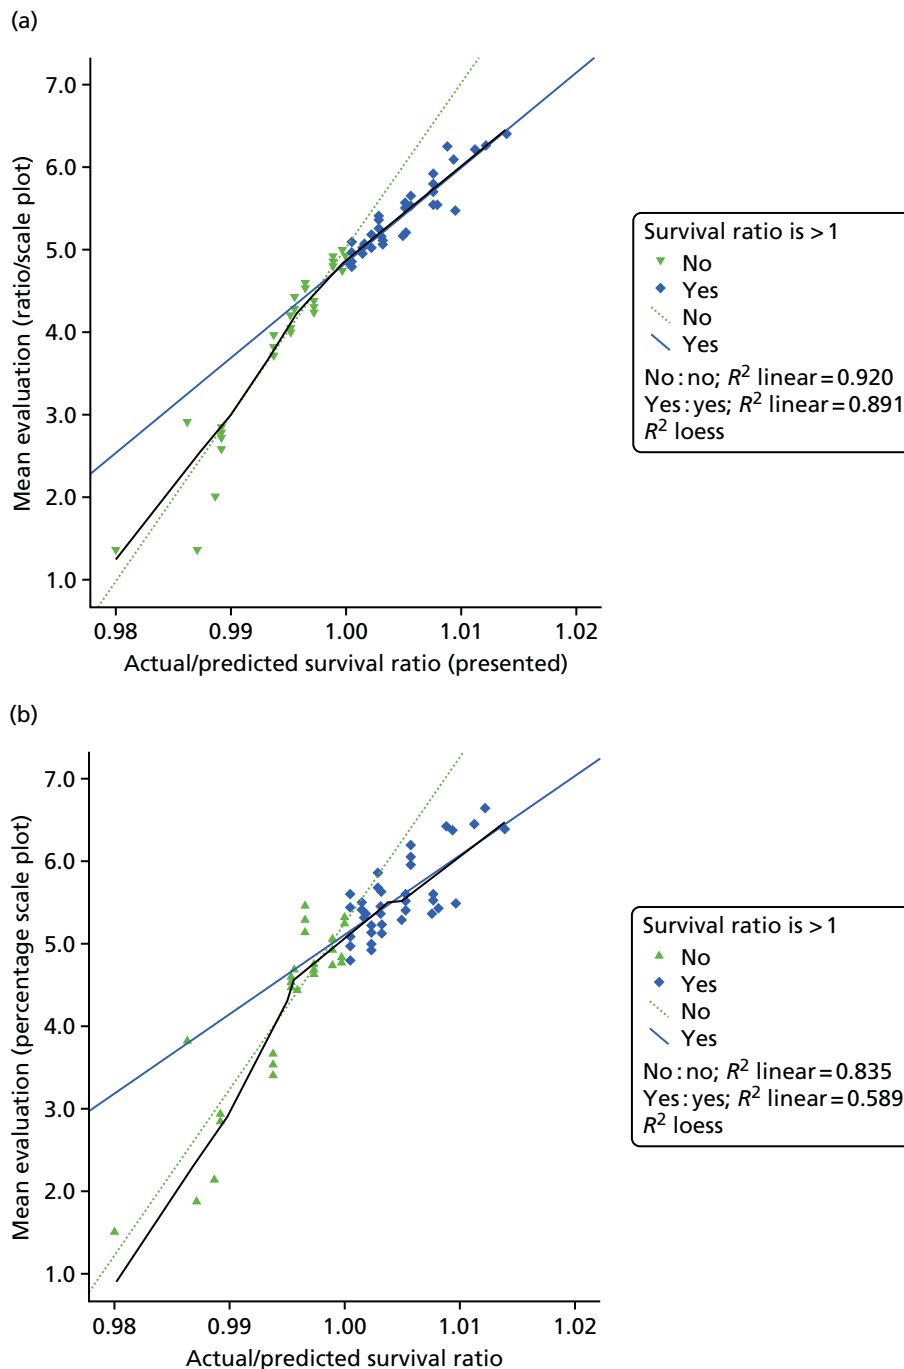 (a)
7.0
6.0
5.0
4.0
3.0
2.0
1.0
Mean evaluation (ratio/scale plot)
0.98 0.99 1.00 1.01 1.02
Actual/predicted survival ratio (presented)
Survival ratio is >1
No
Yes
No
Yes
No: no; R² linear = 0.920
Yes: yes; R² linear = 0.891
R² loess
(b)
7.0
6.0
5.0
4.0
3.0
2.0
1.0
Mean evaluation (percentage scale plot)
0.98 0.99 1.00 1.01 1.02
Actual/predicted survival ratio
Survival ratio is >1
No
Yes
No
Yes
No: no; R² linear = 0.835
Yes: yes; R² linear = 0.589
R² loess